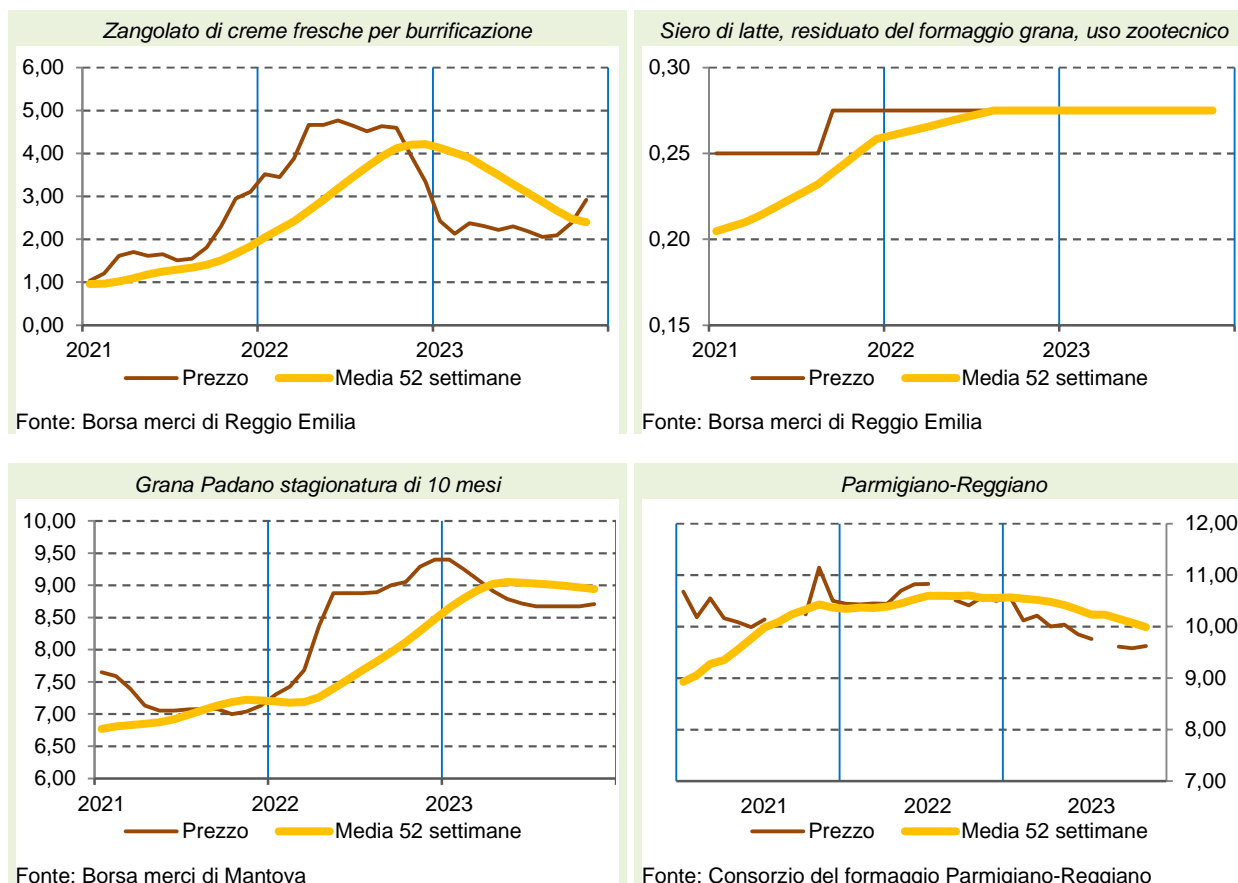 Zangolato di creme fresche per burrificazione
6,00
5,00
4,00
3,00
2,00
1,00
0,00
2021 2022 2023
Prezzo Media 52 settimane
Fonte: Borsa merci di Reggio Emilia
Siero di latte, residuato del formaggio grana, uso zootecnico
0,30
0,25
0,20
0,15
2021 2022 2023
Prezzo Media 52 settimane
Fonte: Borsa merci di Reggio Emilia
Grana Padano stagionatura di 10 mesi
10,00
9,50
9,00
8,50
8,00
7,50
7,00
6,50
6,00
2021 2022 2023
Prezzo Media 52 settimane
Fonte: Borsa merci di Mantova
Parmigiano-Reggiano
12,00
11,00
10,00
9,00
8,00
7,00
2021 2022 2023
Prezzo Media 52 settimane
Fonte: Consorzio del formaggio Parmigiano-Reggiano